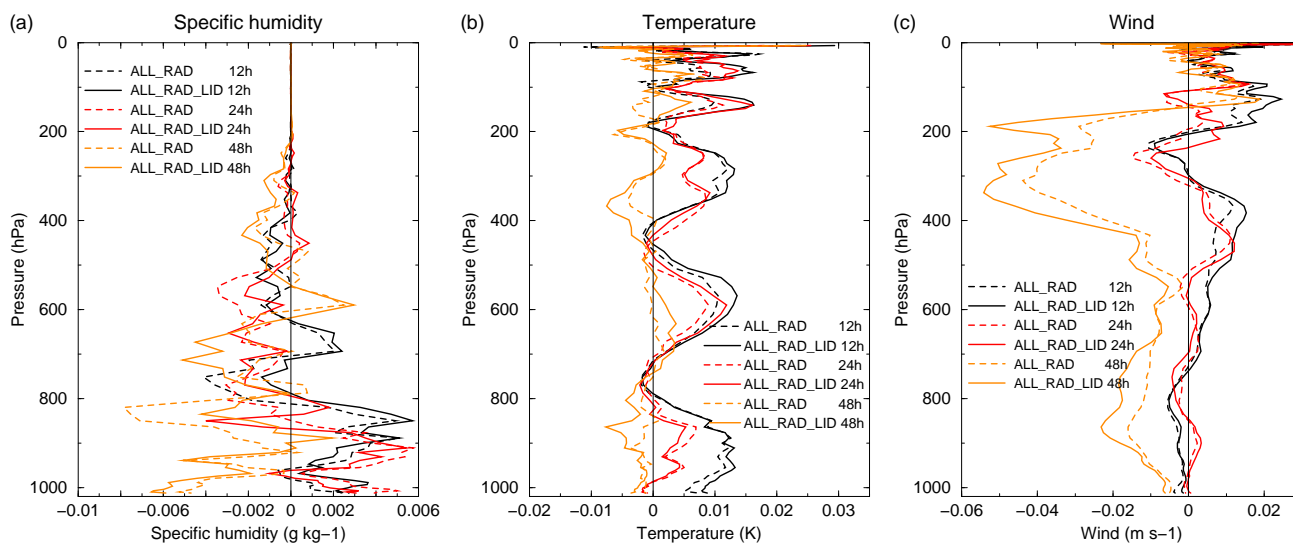 (a) Specific humidity
0
200
400
600
800
1000
Pressure (hPa)
ALL_RAD 12h
ALL_RAD_LID 12h
ALL_RAD 24h
ALL_RAD_LID 24h
ALL_RAD 48h
ALL_RAD_LID 48h
−0.01 −0.006 −0.002 0.002 0.006
Specific humidity (g kg−1)
(b) Temperature
0
200
400
600
800
1000
Pressure (hPa)
ALL_RAD 12h
ALL_RAD_LID 12h
ALL_RAD 24h
ALL_RAD_LID 24h
ALL_RAD 48h
ALL_RAD_LID 48h
−0.02 −0.01 0 0.01 0.02 0.03
Temperature (K)
(c) Wind
0
200
400
600
800
1000
Pressure (hPa)
ALL_RAD 12h
ALL_RAD_LID 12h
ALL_RAD 24h
ALL_RAD_LID 24h
ALL_RAD 48h
ALL_RAD_LID 48h
−0.06 −0.04 −0.02 0 0.02
Wind (m s−1)